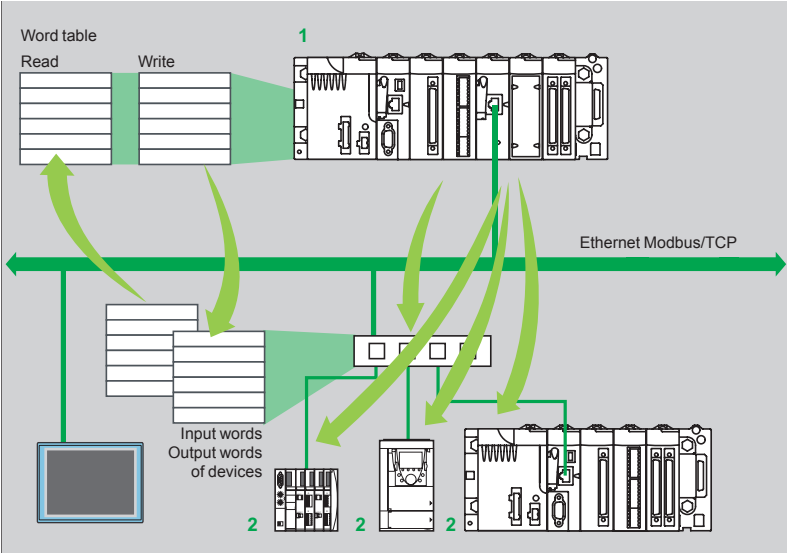 Word table
1
Read
Write
Ethernet Modbus/TCP
Input words
Output words
of devices
2
2
2